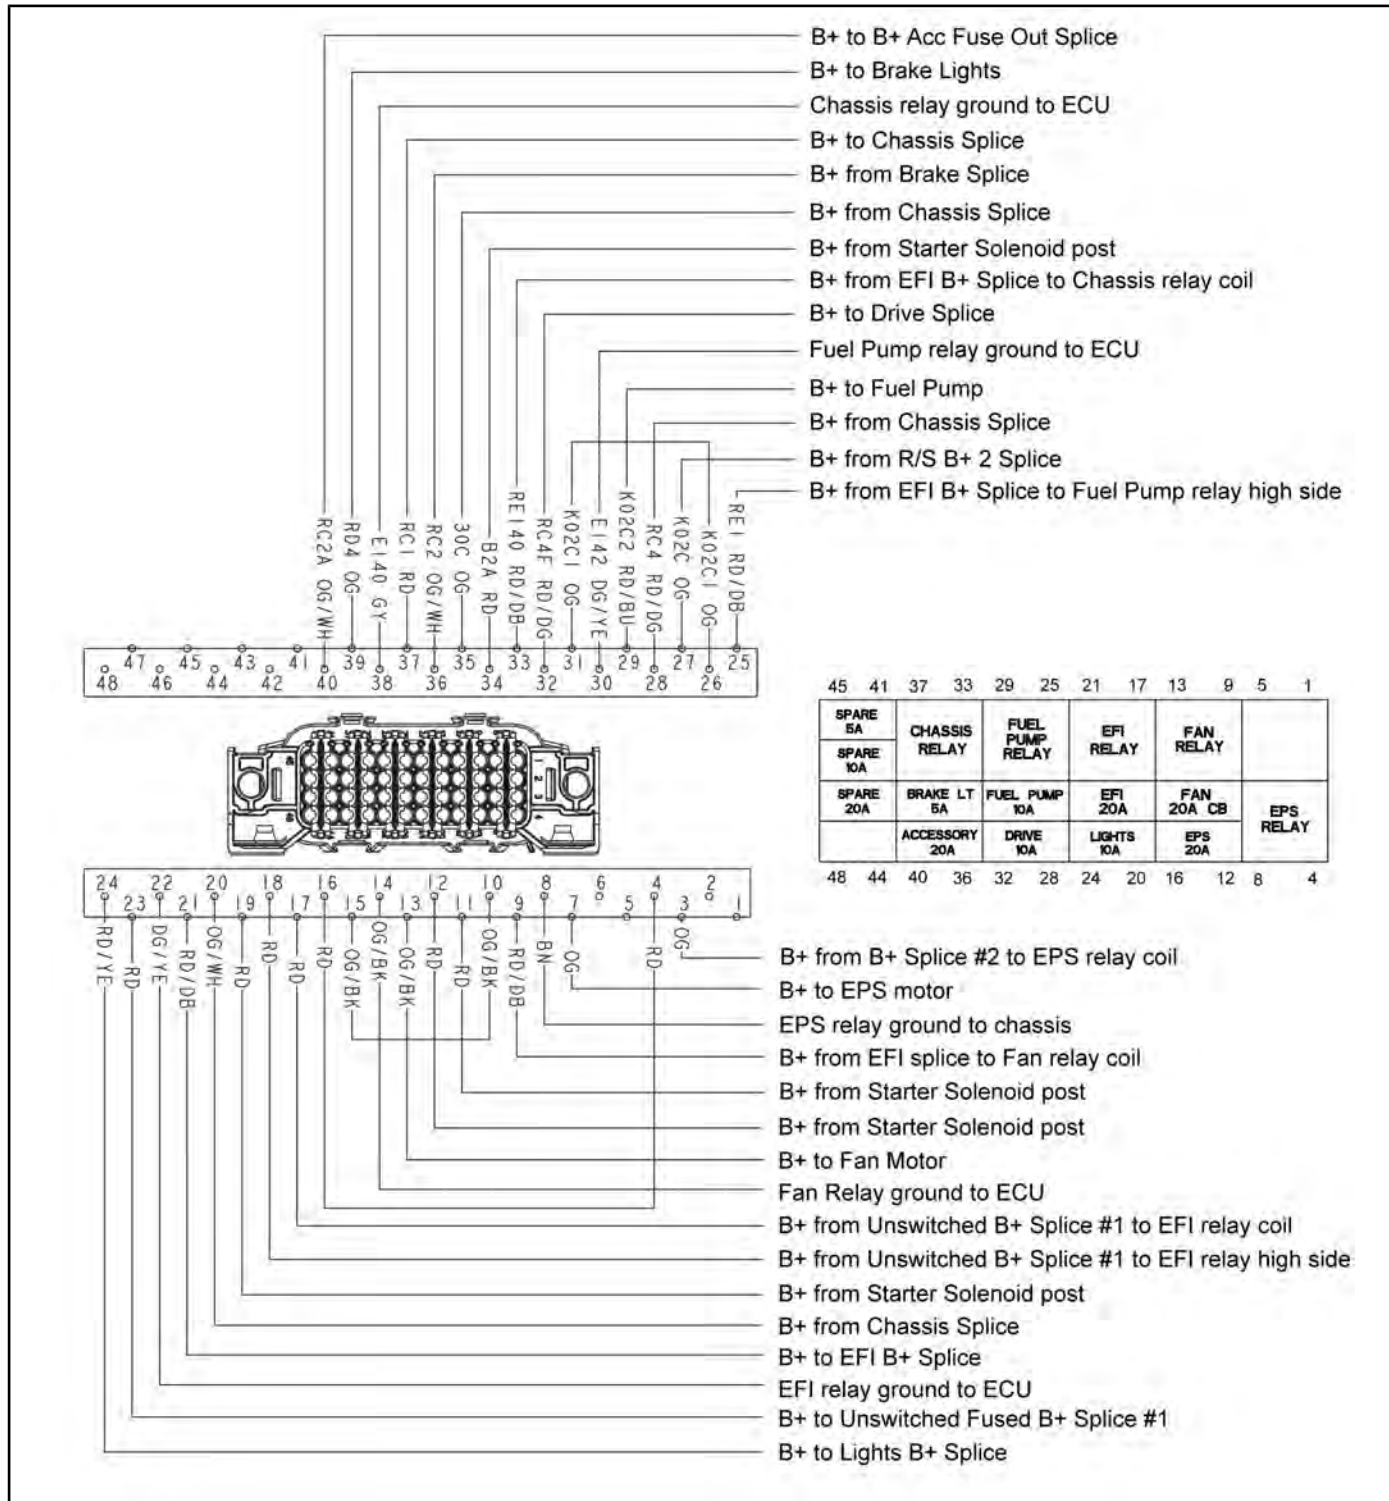 B+ to B+ Acc Fuse Out Splice
B+ to Brake Lights
Chassis relay ground to ECU
B+ to Chassis Splice
B+ from Brake Splice
B+ from Chassis Splice
B+ from Starter Solenoid post
B+ from EFI B+ Splice to Chassis relay coil
B+ to Drive Splice
Fuel Pump relay ground to ECU
B+ to Fuel Pump
B+ from Chassis Splice
B+ from R/S B+ 2 Splice
B+ from EFI B+ Splice to Fuel Pump relay high side
RC2A OG/WH
RD4 OG
E140 GY
RC1 RD
RC2 OG/WH
30C OG
B2A RD
RE140 RD/DB
RC4F RD/DG
K02C1 OG
E142 DG/YE
K02C2 RD/BU
RC4 RD/DG
K02C OG
K02C1 OG
RE1 RD/DB
47 45 43 41 39 37 35 33 31 29 27 25
48 46 44 42 40 38 36 34 32 30 28 26
45 41 37 33 29 25 21 17 13 9 5 1
SPARE 5A
SPARE 10A
CHASSIS RELAY
FUEL PUMP RELAY
EFI RELAY
FAN RELAY
SPARE 20A
BRAKE LT 5A
FUEL PUMP 10A
EFI 20A
FAN 20A CB
EPS RELAY
ACCESSORY 20A
DRIVE 10A
LIGHTS 10A
EPS 20A
48 44 40 36 32 28 24 20 16 12 8 4
1
2
3
4
24 22 20 18 16 14 12 10 8 6 4 2
23 21 19 17 15 13 11 9 7 5 3 1
RD/YE
RD
DG/YE
RD/DB
OG/WH
RD
RD
RD
RD
OG/BK
OG/BK
OG/BK
RD
RD
OG/BK
RD/DB
BN
OG
RD
OG
B+ from B+ Splice #2 to EPS relay coil
B+ to EPS motor
EPS relay ground to chassis
B+ from EFI splice to Fan relay coil
B+ from Starter Solenoid post
B+ from Starter Solenoid post
B+ to Fan Motor
Fan Relay ground to ECU
B+ from Unswitched B+ Splice #1 to EFI relay coil
B+ from Unswitched B+ Splice #1 to EFI relay high side
B+ from Starter Solenoid post
B+ from Chassis Splice
B+ to EFI B+ Splice
EFI relay ground to ECU
B+ to Unswitched Fused B+ Splice #1
B+ to Lights B+ Splice